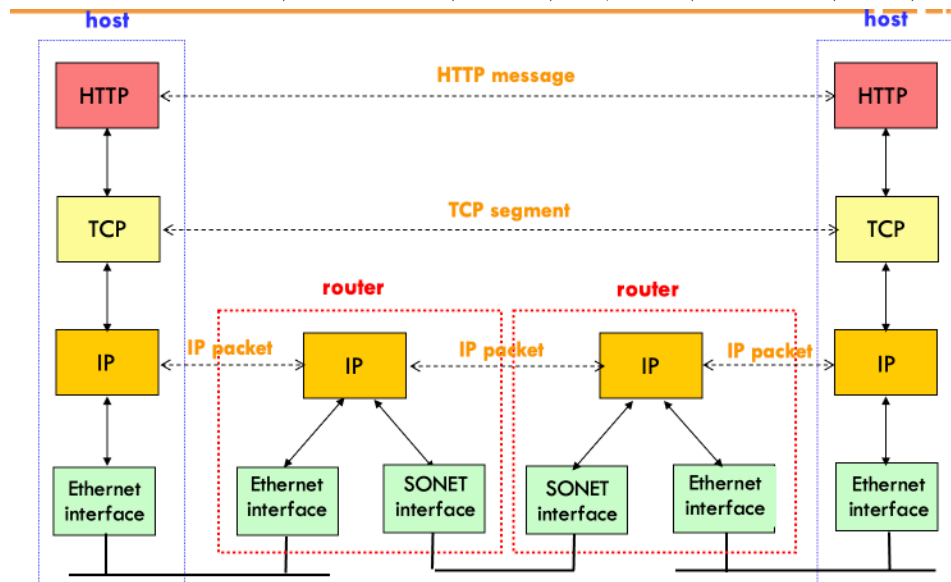 host
host
HTTP
HTTP message
HTTP
TCP
TCP segment
TCP
router
router
IP
IP packet
IP
IP packet
IP
IP packet
IP
Ethernet
interface
Ethernet
interface
SONET
interface
SONET
interface
Ethernet
interface
Ethernet
interface